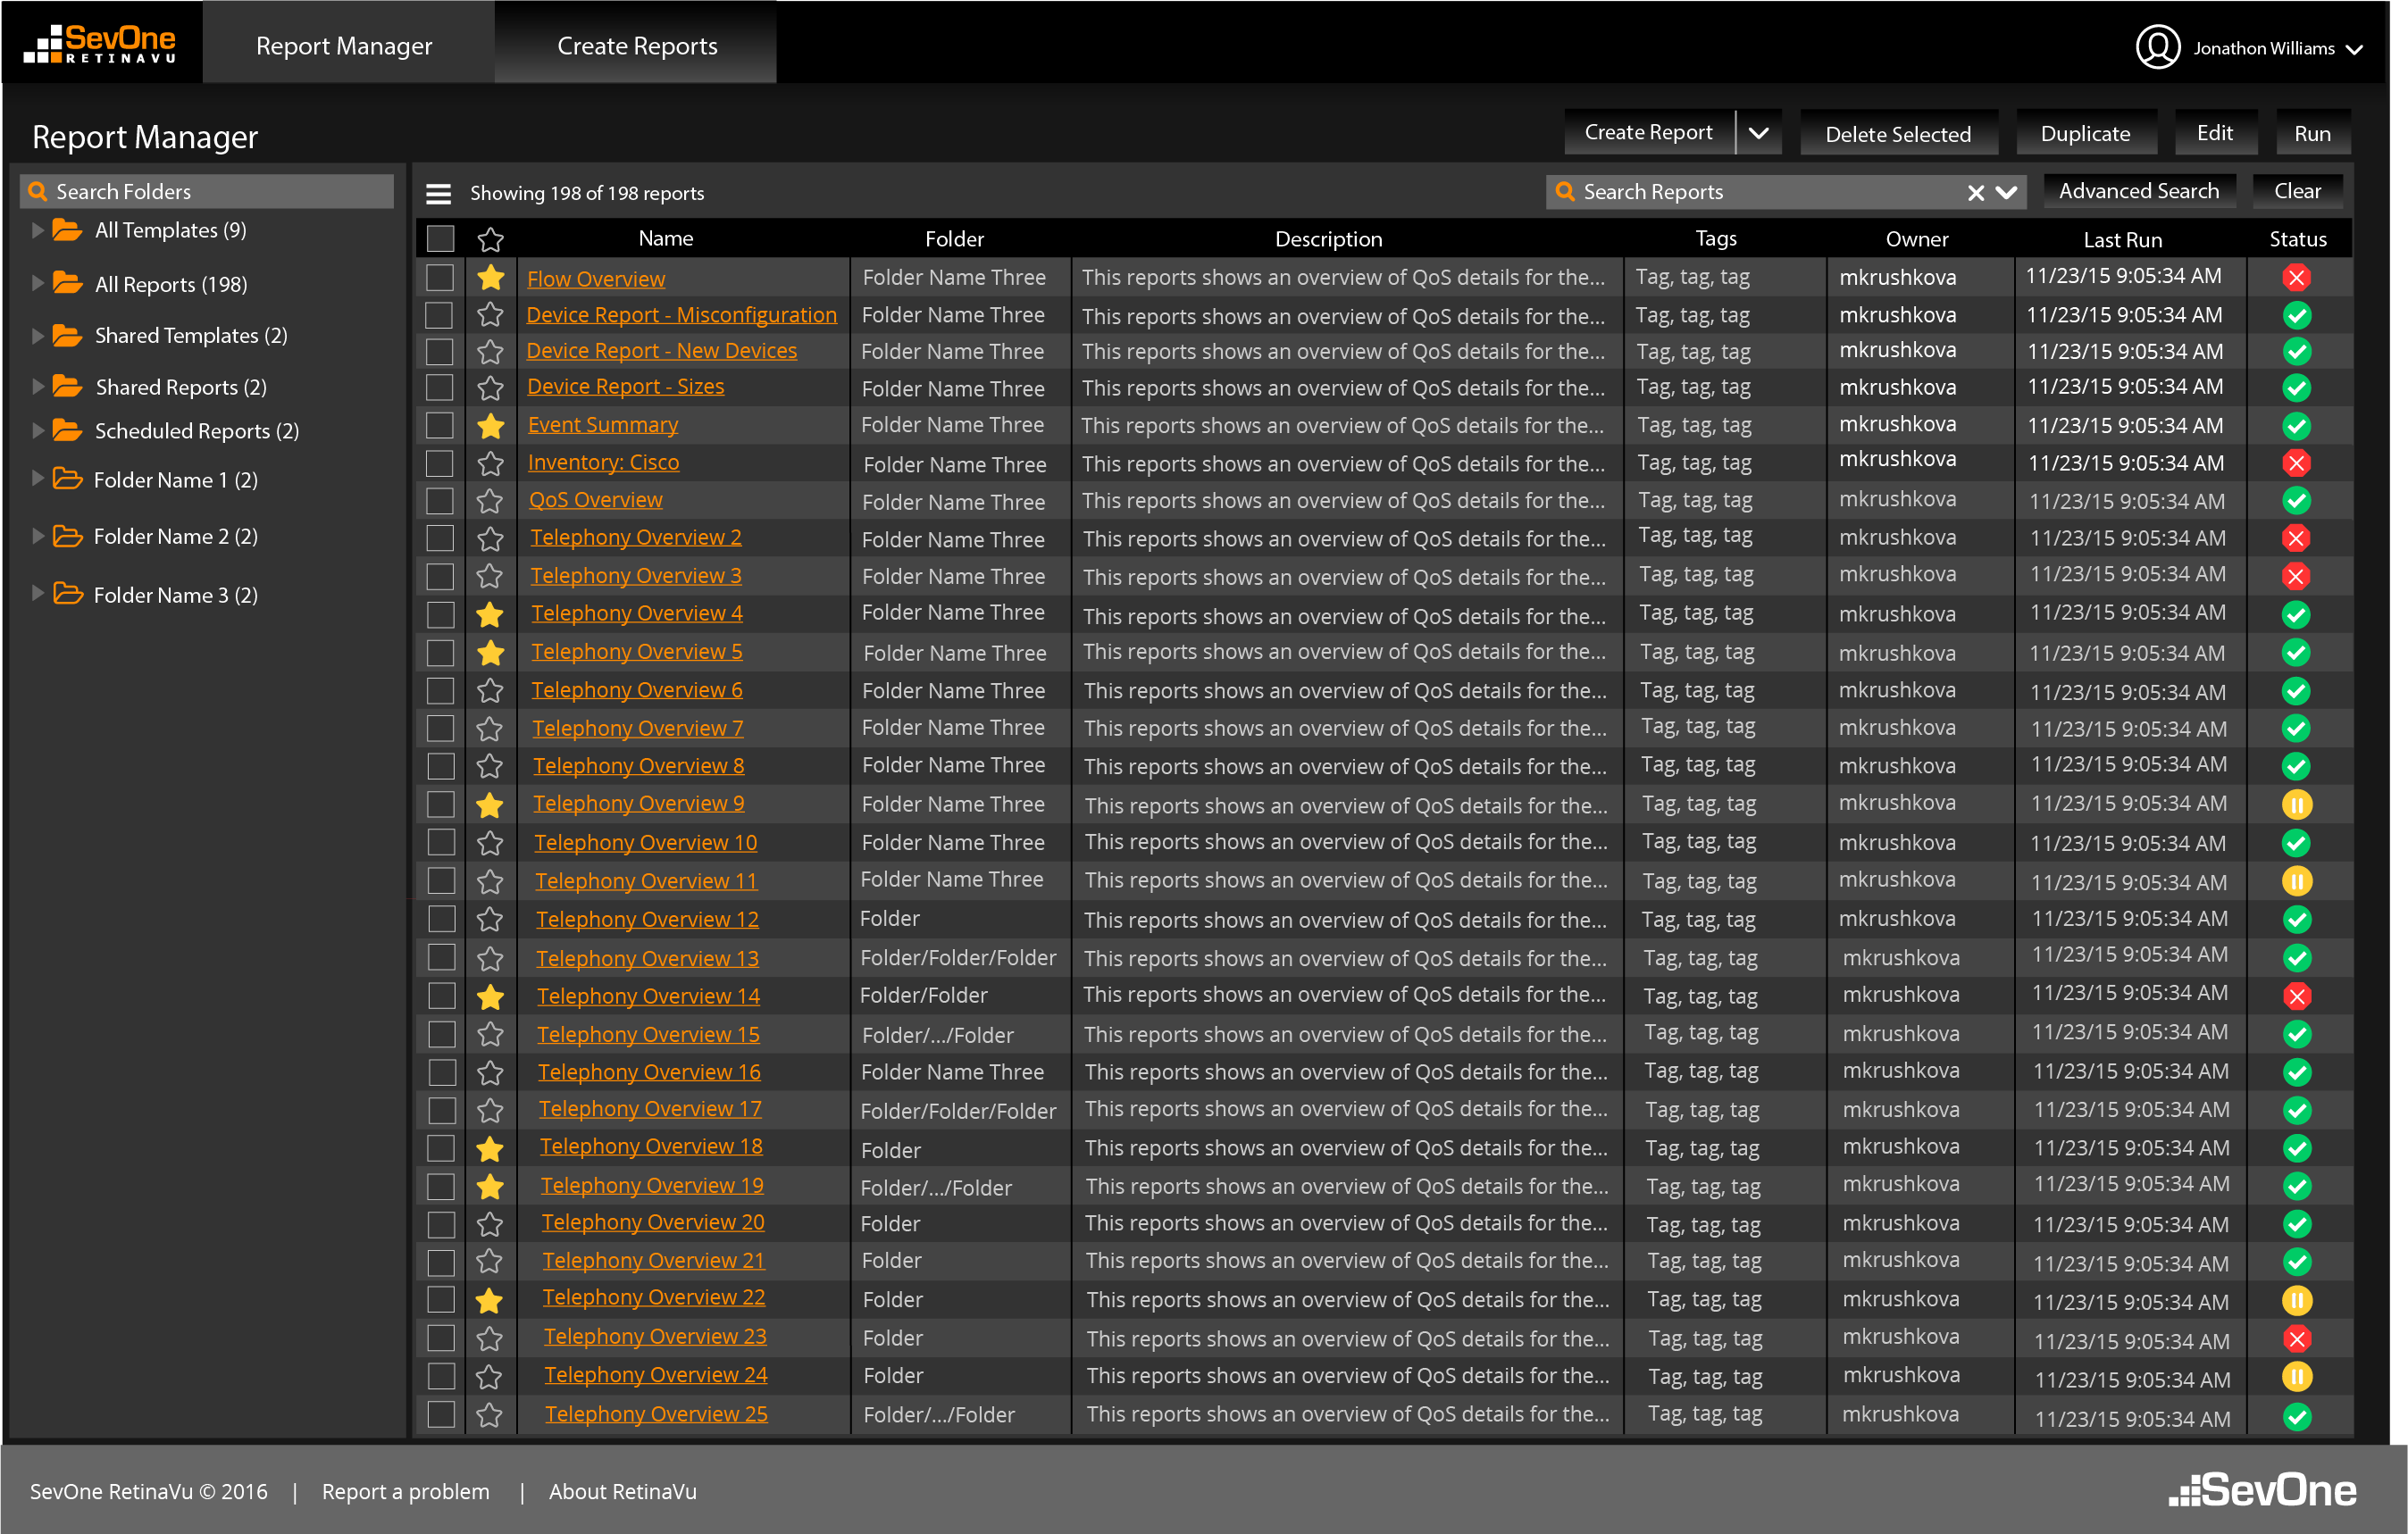 SevOne RETINAVU Report Manager Create Reports Jonathon Williams
Report Manager Create Report Delete Selected Duplicate Edit Run
Search Folders
All Templates (9)
All Reports (198)
Shared Templates (2)
Shared Reports (2)
Scheduled Reports (2)
Folder Name 1 (2)
Folder Name 2 (2)
Folder Name 3 (2)
Showing 198 of 198 reports Search Reports Advanced Search Clear
Name Folder Description Tags Owner Last Run Status
Flow Overview Folder Name Three This reports shows an overview of QoS details for the... Tag, tag, tag mkrushkova 11/23/15 9:05:34 AM
Device Report - Misconfiguration Folder Name Three This reports shows an overview of QoS details for the... Tag, tag, tag mkrushkova 11/23/15 9:05:34 AM
Device Report - New Devices Folder Name Three This reports shows an overview of QoS details for the... Tag, tag, tag mkrushkova 11/23/15 9:05:34 AM
Device Report - Sizes Folder Name Three This reports shows an overview of QoS details for the... Tag, tag, tag mkrushkova 11/23/15 9:05:34 AM
Event Summary Folder Name Three This reports shows an overview of QoS details for the... Tag, tag, tag mkrushkova 11/23/15 9:05:34 AM
Inventory: Cisco Folder Name Three This reports shows an overview of QoS details for the... Tag, tag, tag mkrushkova 11/23/15 9:05:34 AM
QoS Overview Folder Name Three This reports shows an overview of QoS details for the... Tag, tag, tag mkrushkova 11/23/15 9:05:34 AM
Telephony Overview 2 Folder Name Three This reports shows an overview of QoS details for the... Tag, tag, tag mkrushkova 11/23/15 9:05:34 AM
Telephony Overview 3 Folder Name Three This reports shows an overview of QoS details for the... Tag, tag, tag mkrushkova 11/23/15 9:05:34 AM
Telephony Overview 4 Folder Name Three This reports shows an overview of QoS details for the... Tag, tag, tag mkrushkova 11/23/15 9:05:34 AM
Telephony Overview 5 Folder Name Three This reports shows an overview of QoS details for the... Tag, tag, tag mkrushkova 11/23/15 9:05:34 AM
Telephony Overview 6 Folder Name Three This reports shows an overview of QoS details for the... Tag, tag, tag mkrushkova 11/23/15 9:05:34 AM
Telephony Overview 7 Folder Name Three This reports shows an overview of QoS details for the... Tag, tag, tag mkrushkova 11/23/15 9:05:34 AM
Telephony Overview 8 Folder Name Three This reports shows an overview of QoS details for the... Tag, tag, tag mkrushkova 11/23/15 9:05:34 AM
Telephony Overview 9 Folder Name Three This reports shows an overview of QoS details for the... Tag, tag, tag mkrushkova 11/23/15 9:05:34 AM
Telephony Overview 10 Folder Name Three This reports shows an overview of QoS details for the... Tag, tag, tag mkrushkova 11/23/15 9:05:34 AM
Telephony Overview 11 Folder Name Three This reports shows an overview of QoS details for the... Tag, tag, tag mkrushkova 11/23/15 9:05:34 AM
Telephony Overview 12 Folder This reports shows an overview of QoS details for the... Tag, tag, tag mkrushkova 11/23/15 9:05:34 AM
Telephony Overview 13 Folder/Folder/Folder This reports shows an overview of QoS details for the... Tag, tag, tag mkrushkova 11/23/15 9:05:34 AM
Telephony Overview 14 Folder/Folder This reports shows an overview of QoS details for the... Tag, tag, tag mkrushkova 11/23/15 9:05:34 AM
Telephony Overview 15 Folder/.../Folder This reports shows an overview of QoS details for the... Tag, tag, tag mkrushkova 11/23/15 9:05:34 AM
Telephony Overview 16 Folder Name Three This reports shows an overview of QoS details for the... Tag, tag, tag mkrushkova 11/23/15 9:05:34 AM
Telephony Overview 17 Folder/Folder/Folder This reports shows an overview of QoS details for the... Tag, tag, tag mkrushkova 11/23/15 9:05:34 AM
Telephony Overview 18 Folder This reports shows an overview of QoS details for the... Tag, tag, tag mkrushkova 11/23/15 9:05:34 AM
Telephony Overview 19 Folder/.../Folder This reports shows an overview of QoS details for the... Tag, tag, tag mkrushkova 11/23/15 9:05:34 AM
Telephony Overview 20 Folder This reports shows an overview of QoS details for the... Tag, tag, tag mkrushkova 11/23/15 9:05:34 AM
Telephony Overview 21 Folder This reports shows an overview of QoS details for the... Tag, tag, tag mkrushkova 11/23/15 9:05:34 AM
Telephony Overview 22 Folder This reports shows an overview of QoS details for the... Tag, tag, tag mkrushkova 11/23/15 9:05:34 AM
Telephony Overview 23 Folder This reports shows an overview of QoS details for the... Tag, tag, tag mkrushkova 11/23/15 9:05:34 AM
Telephony Overview 24 Folder This reports shows an overview of QoS details for the... Tag, tag, tag mkrushkova 11/23/15 9:05:34 AM
Telephony Overview 25 Folder/.../Folder This reports shows an overview of QoS details for the... Tag, tag, tag mkrushkova 11/23/15 9:05:34 AM
SevOne RetinaVu © 2016 | Report a problem | About RetinaVu SevOne